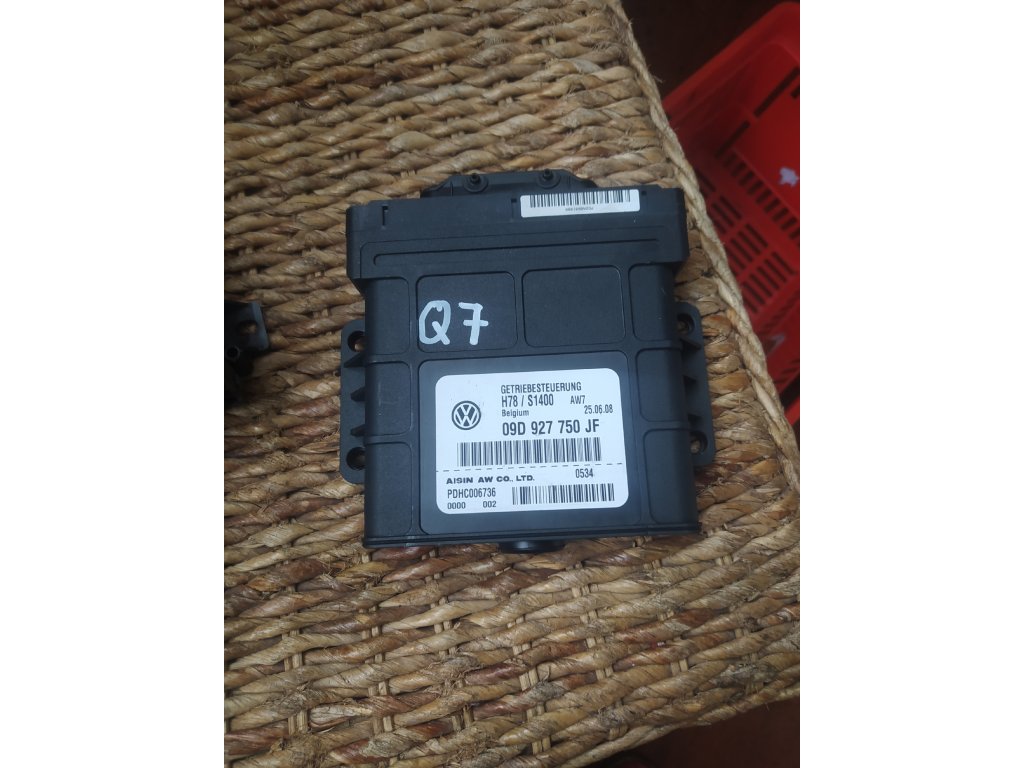 Q7
GETRIEBESTEUERUNG
H78 / S1400 AW7
Belgium 25.06.08
09D 927 750 JF
0534
AISIN AW CO., LTD.
PDHC006736
0000 002